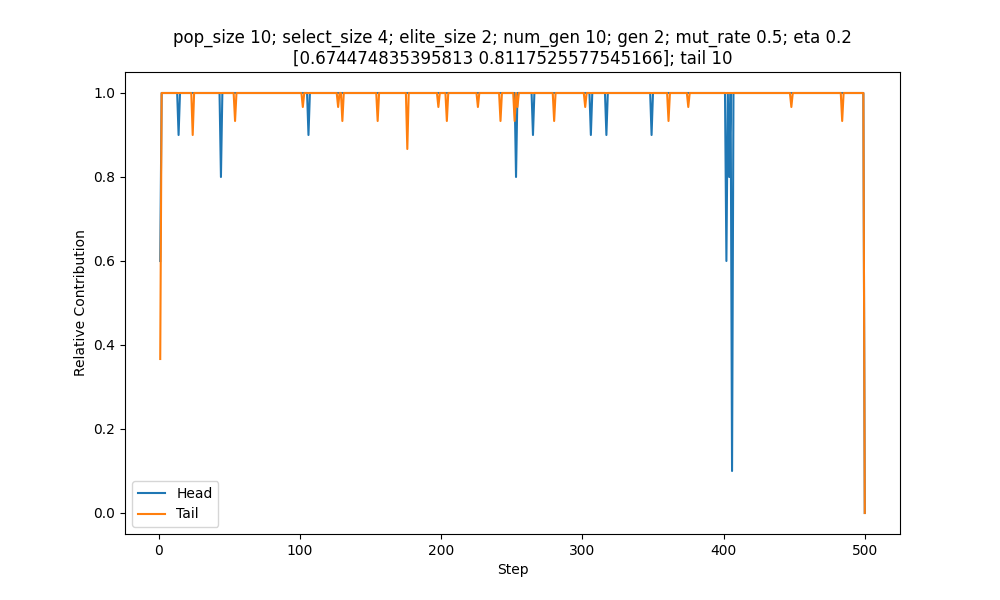 pop_size 10; select_size 4; elite_size 2; num_gen 10; gen 2; mut_rate 0.5; eta 0.2
[0.674474835395813 0.8117525577545166]; tail 10
1.0
0.8
0.6
0.4
0.2
0.0
Relative Contribution
Head
Tail
0
100
200
300
400
500
Step